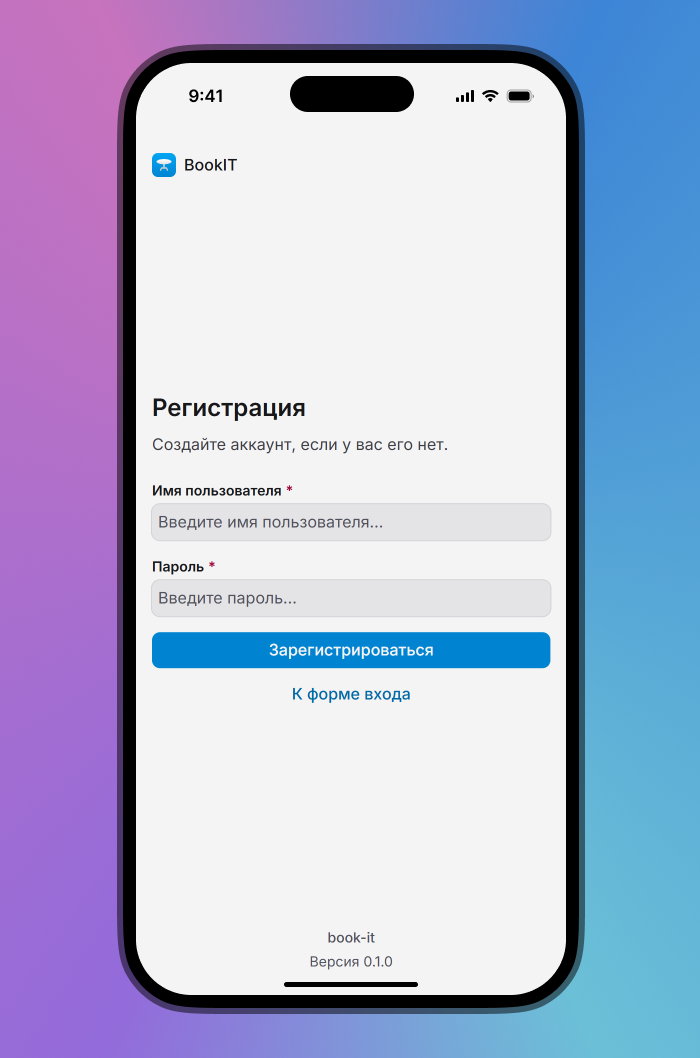 9:41
BookIT
Регистрация
Создайте аккаунт, если у вас его нет.
Имя пользователя *
Введите имя пользователя...
Пароль *
Введите пароль...
Зарегистрироваться
К форме входа
book-it
Версия 0.1.0